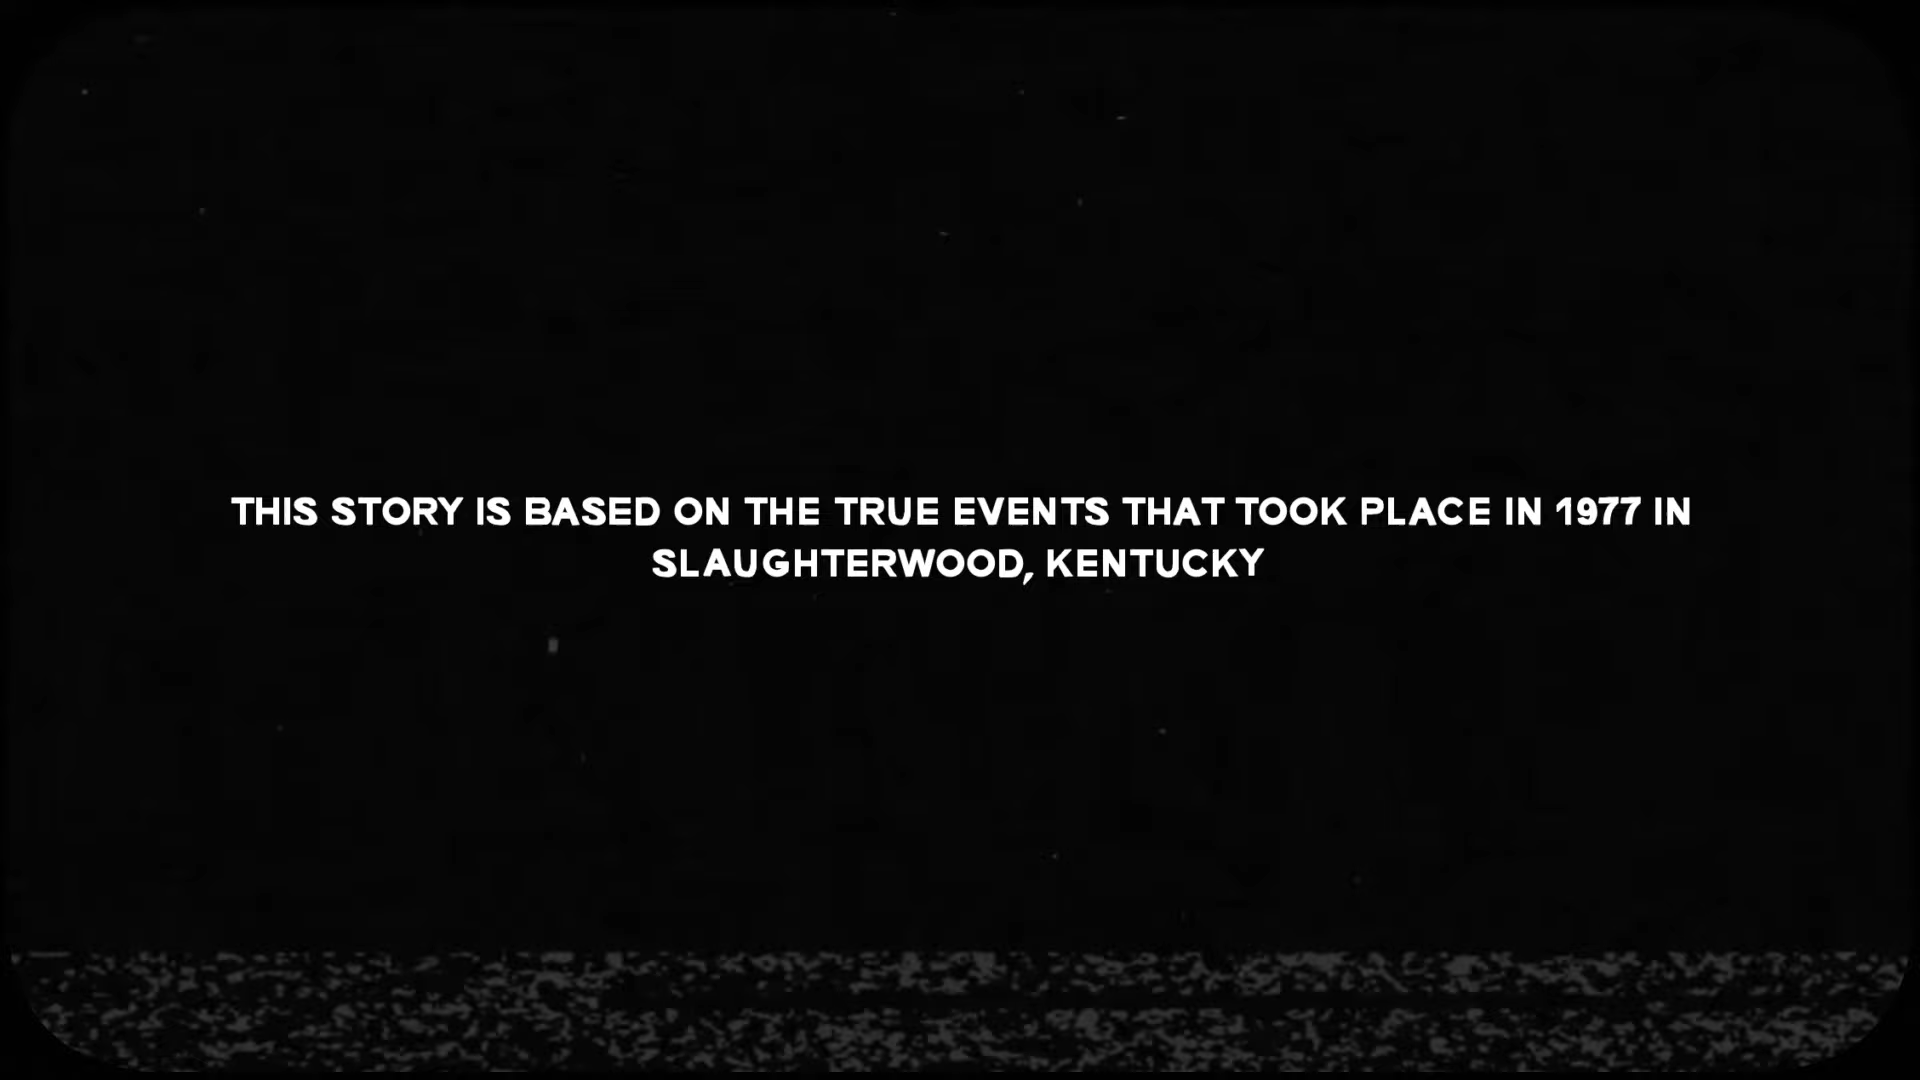 THIS STORY IS BASED ON THE TRUE EVENTS THAT TOOK PLACE IN 1977 IN
SLAUGHTERWOOD, KENTUCKY